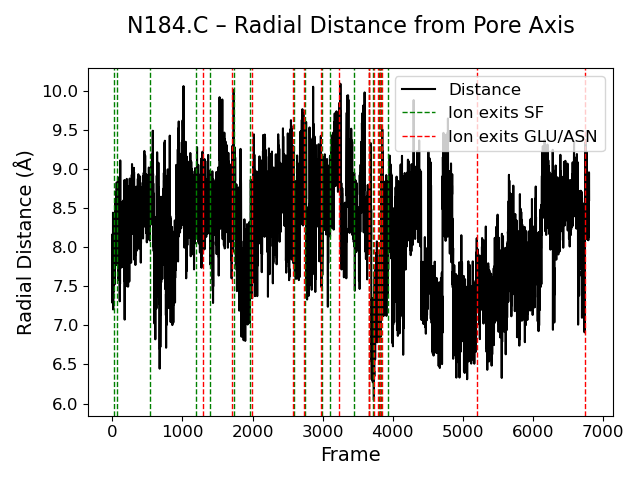 N184.C – Radial Distance from Pore Axis
Distance
Ion exits SF
Ion exits GLU/ASN
Radial Distance (Å)
10.0
9.5
9.0
8.5
8.0
7.5
7.0
6.5
6.0
0 1000 2000 3000 4000 5000 6000 7000
Frame